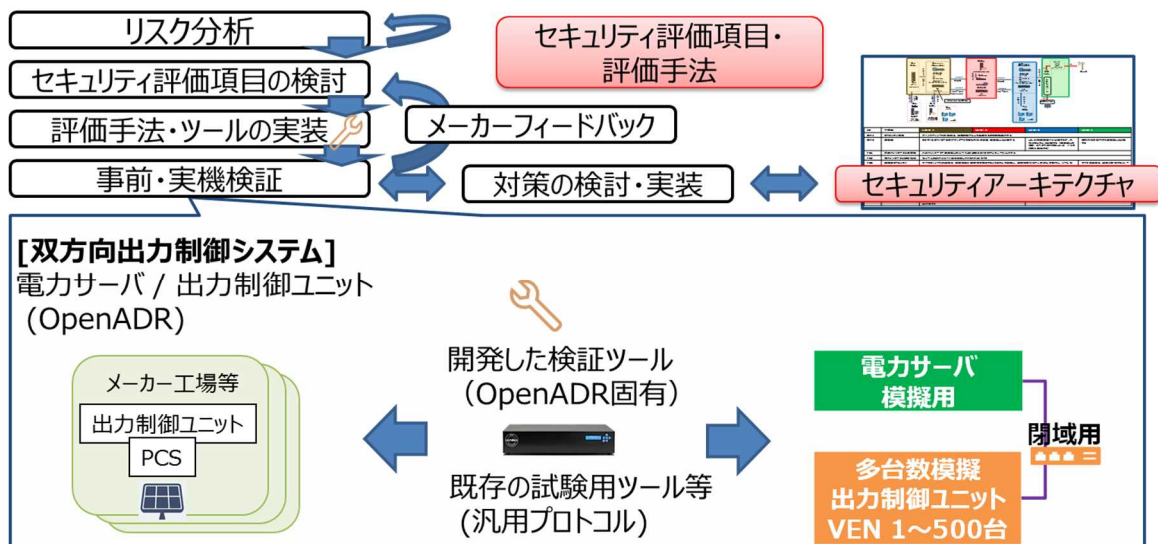 リスク分析
セキュリティ評価項目の検討
評価手法・ツールの実装
事前・実機検証
メーカーフィードバック
対策の検討・実装
セキュリティ評価項目・
評価手法
セキュリティアーキテクチャ
[双方向出力制御システム]
電力サーバ / 出力制御ユニット
(OpenADR)
メーカー工場等
出力制御ユニット
PCS
開発した検証ツール
（OpenADR固有）
既存の試験用ツール等
(汎用プロトコル)
電力サーバ
模擬用
閉域用
多台数模擬
出力制御ユニット
VEN 1～500台